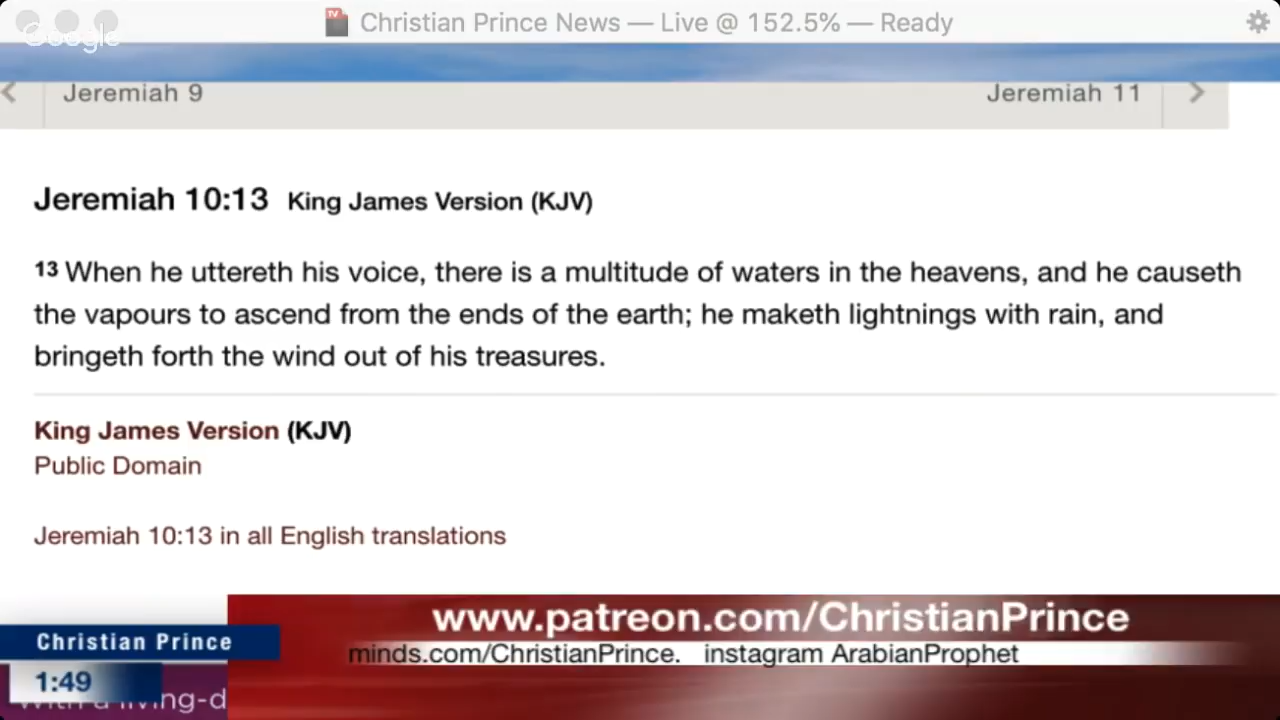 Christian Prince News — Live @ 152.5% — Ready
Google
Jeremiah 9
Jeremiah 11
Jeremiah 10:13 King James Version (KJV)
13 When he uttereth his voice, there is a multitude of waters in the heavens, and he causeth
the vapours to ascend from the ends of the earth; he maketh lightnings with rain, and
bringeth forth the wind out of his treasures.
King James Version (KJV)
Public Domain
Jeremiah 10:13 in all English translations
www.patreon.com/ChristianPrince
Christian Prince
minds.com/ChristianPrince. instagram ArabianProphet
1:49